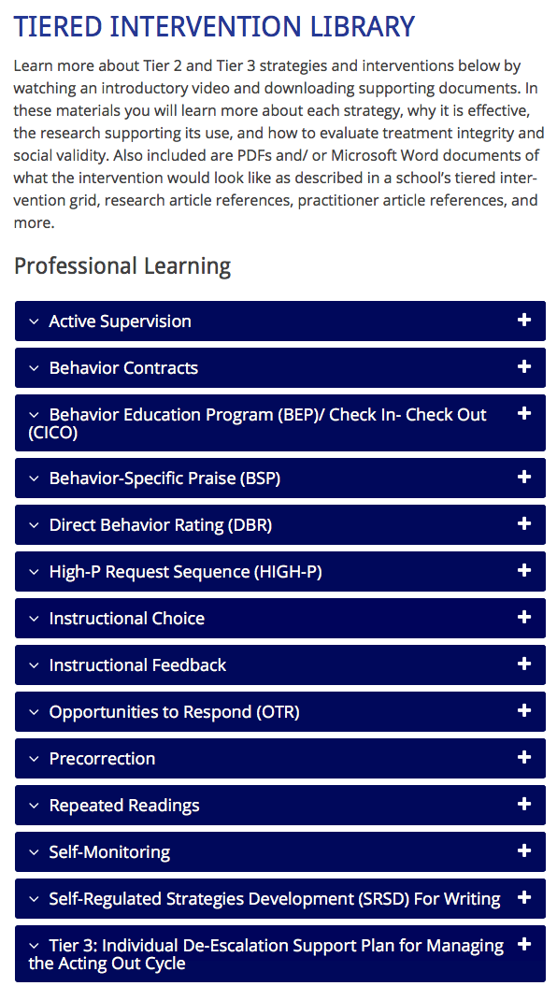 TIERED INTERVENTION LIBRARY
Learn more about Tier 2 and Tier 3 strategies and interventions below by
watching an introductory video and downloading supporting documents. In
these materials you will learn more about each strategy, why it is effective,
the research supporting its use, and how to evaluate treatment integrity and
social validity. Also included are PDFs and/ or Microsoft Word documents of
what the intervention would look like as described in a school’s tiered inter-
vention grid, research article references, practitioner article references, and
more.
Professional Learning
Active Supervision
Behavior Contracts
Behavior Education Program (BEP)/ Check In- Check Out
(CICO)
Behavior-Specific Praise (BSP)
Direct Behavior Rating (DBR)
High-P Request Sequence (HIGH-P)
Instructional Choice
Instructional Feedback
Opportunities to Respond (OTR)
Precorrection
Repeated Readings
Self-Monitoring
Self-Regulated Strategies Development (SRSD) For Writing
Tier 3: Individual De-Escalation Support Plan for Managing
the Acting Out Cycle